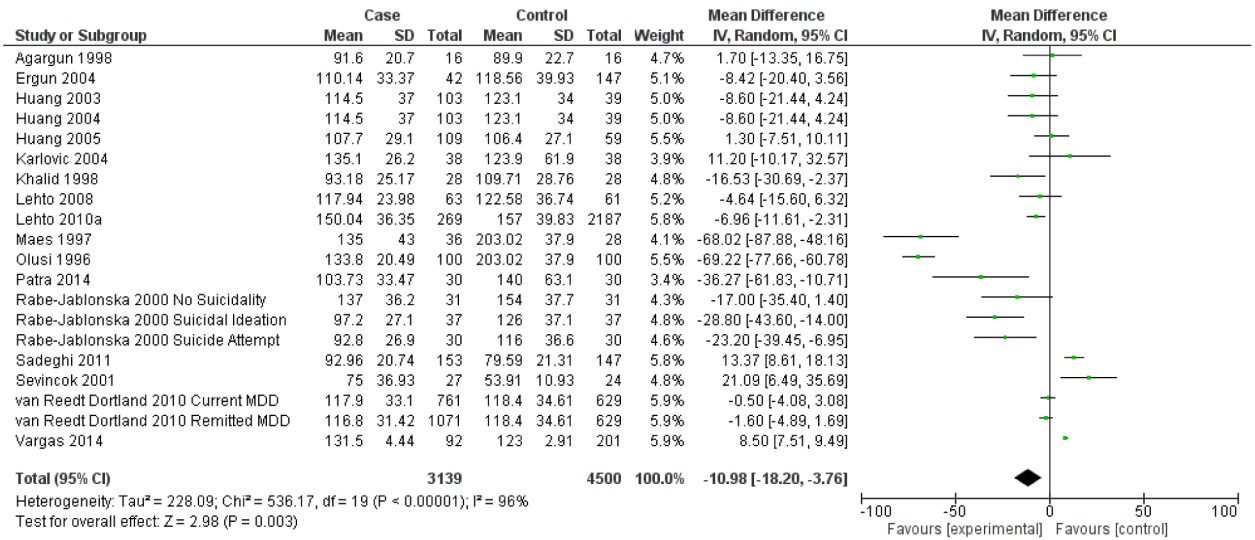 Case Control Mean Difference Mean Difference
Study or Subgroup Mean SD Total Mean SD Total Weight IV, Random, 95% CI IV, Random, 95% CI
Agargun 1998 91.6 20.7 16 89.9 22.7 16 4.7% 1.70 [-13.35, 16.75]
Ergun 2004 110.14 33.37 42 118.56 39.93 147 5.1% -8.42 [-20.40, 3.56]
Huang 2003 114.5 37 103 123.1 34 39 5.0% -8.60 [-21.44, 4.24]
Huang 2004 114.5 37 103 123.1 34 39 5.0% -8.60 [-21.44, 4.24]
Huang 2005 107.7 29.1 109 106.4 27.1 59 5.5% 1.30 [-7.51, 10.11]
Karlovic 2004 135.1 26.2 38 123.9 61.9 38 3.9% 11.20 [-10.17, 32.57]
Khalid 1998 93.18 25.17 28 109.71 28.76 28 4.8% -16.53 [-30.69, -2.37]
Lehto 2008 117.94 23.98 63 122.58 36.74 61 5.2% -4.64 [-15.60, 6.32]
Lehto 2010a 150.04 36.35 269 157 39.83 2187 5.8% -6.96 [-11.61, -2.31]
Maes 1997 135 43 36 203.02 37.9 28 4.1% -68.02 [-87.88, -48.16]
Olusi 1996 133.8 20.49 100 203.02 37.9 100 5.5% -69.22 [-77.66, -60.78]
Patra 2014 103.73 33.47 30 140 63.1 30 3.4% -36.27 [-61.83, -10.71]
Rabe-Jablonska 2000 No Suicidality 137 36.2 31 154 37.7 31 4.3% -17.00 [-35.40, 1.40]
Rabe-Jablonska 2000 Suicidal Ideation 97.2 27.1 37 126 37.1 37 4.8% -28.80 [-43.60, -14.00]
Rabe-Jablonska 2000 Suicide Attempt 92.8 26.9 30 116 36.6 30 4.6% -23.20 [-39.45, -6.95]
Sadeghi 2011 92.96 20.74 153 79.59 21.31 147 5.8% 13.37 [8.61, 18.13]
Sevincok 2001 75 36.93 27 53.91 10.93 24 4.8% 21.09 [6.49, 35.69]
van Reedt Dortland 2010 Current MDD 117.9 33.1 761 118.4 34.61 629 5.9% -0.50 [-4.08, 3.08]
van Reedt Dortland 2010 Remitted MDD 116.8 31.42 1071 118.4 34.61 629 5.9% -1.60 [-4.89, 1.69]
Vargas 2014 131.5 4.44 92 123 2.91 201 5.9% 8.50 [7.51, 9.49]
Total (95% CI) 3139 4500 100.0% -10.98 [-18.20, -3.76]
Heterogeneity: Tau² = 228.09; Chi² = 536.17, df = 19 (P < 0.00001); I² = 96%
Test for overall effect: Z = 2.98 (P = 0.003)
-100 -50 0 50 100
Favours [experimental] Favours [control]